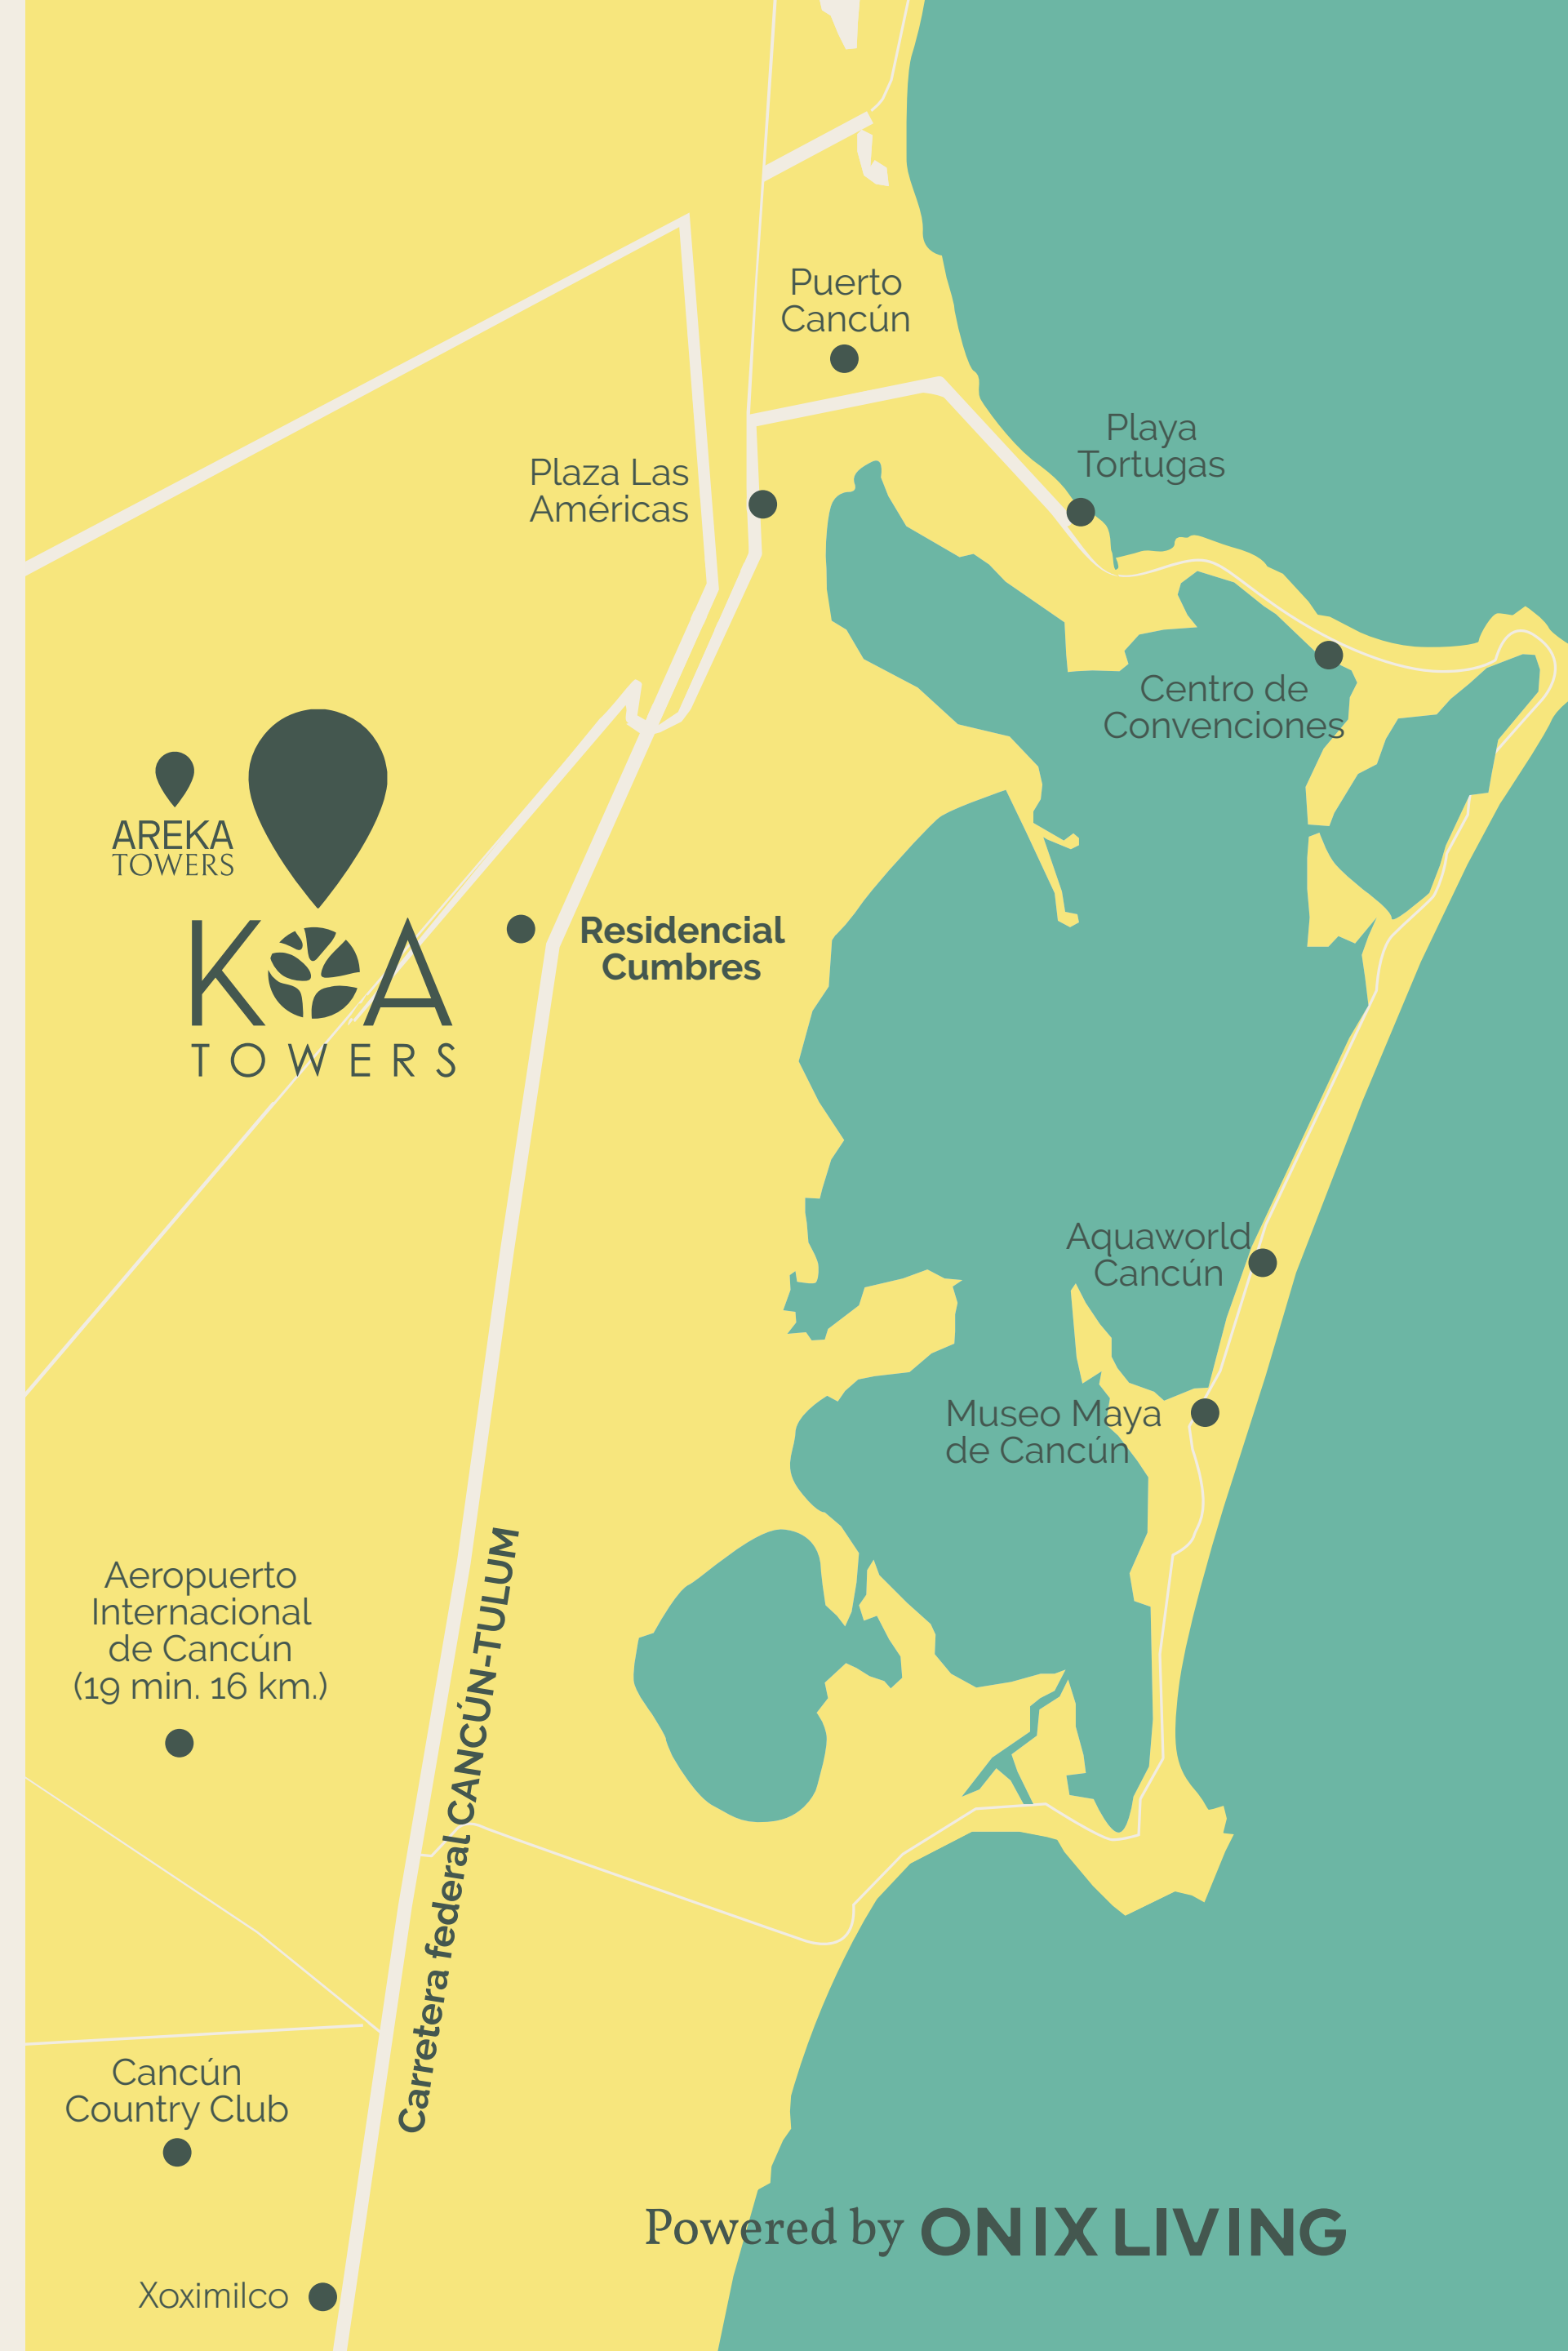 Puerto
Cancún
Playa
Tortugas
Plaza Las
Américas
Centro de
Convenciones
AREKA
TOWERS
KOA
TOWERS
Residencial
Cumbres
Aquaworld
Cancún
Museo Maya
de Cancún
Aeropuerto
Internacional
de Cancún
(19 min. 16 km.)
Carretera federal CANCÚN-TULUM
Cancún
Country Club
Xoximilco
Powered by ONIX LIVING